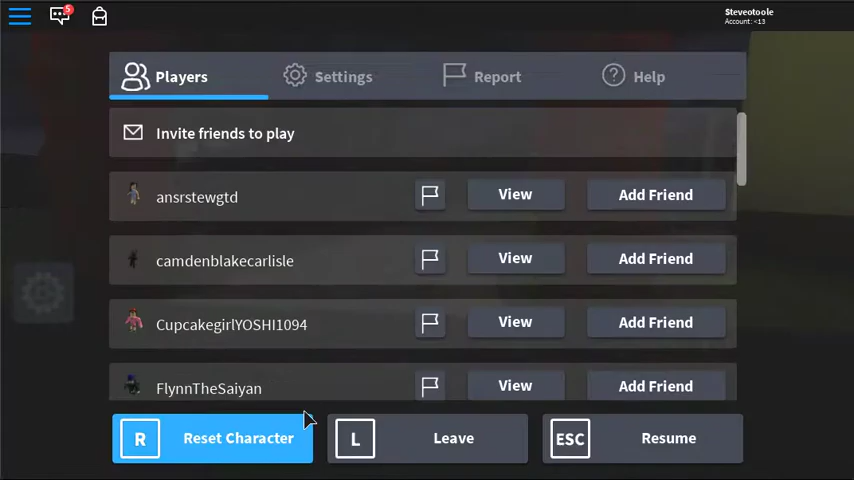 5
Steveotoole
Account: <13
Players
Settings
Report
Help
Invite friends to play
ansrstewgtd
View
Add Friend
camdenblakecarlisle
View
Add Friend
CupcakegirlYOSHI1094
View
Add Friend
FlynnTheSaiyan
View
Add Friend
R
Reset Character
L
Leave
ESC
Resume